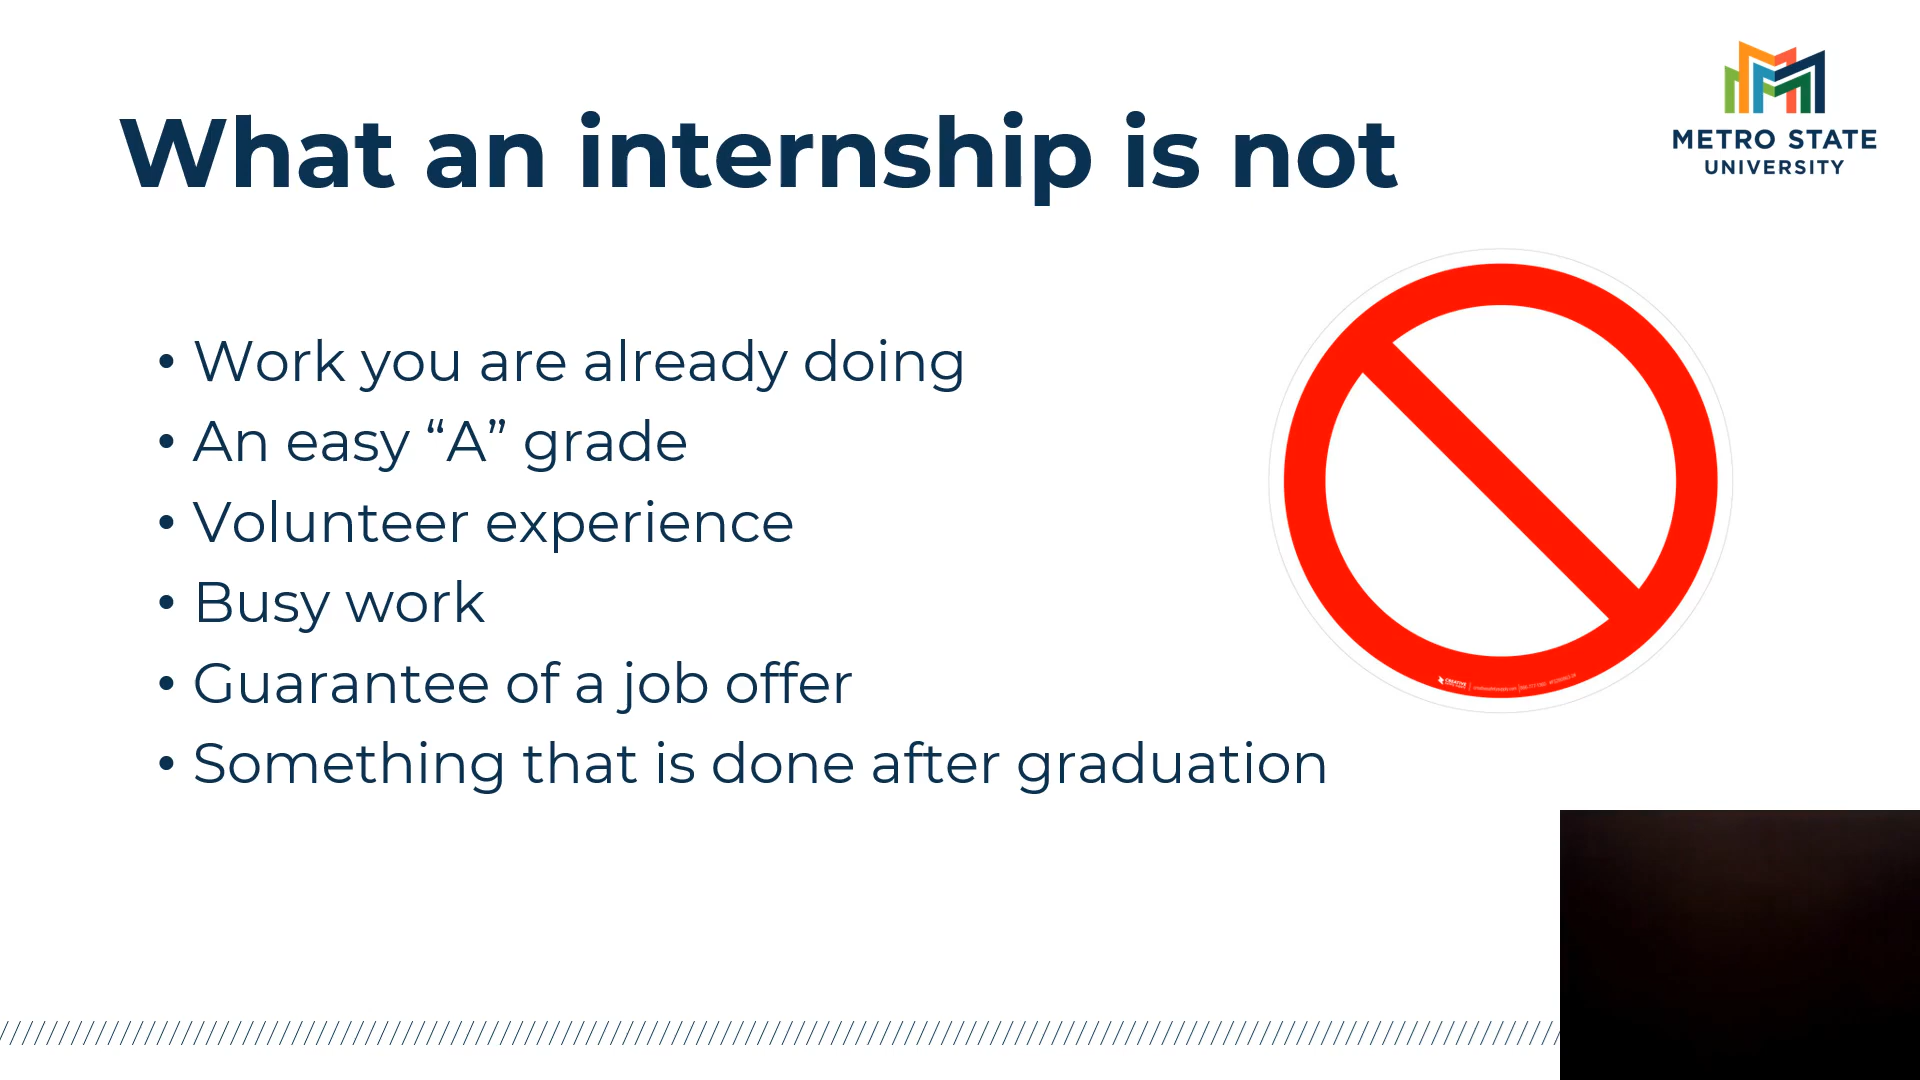 What an internship is not
METRO STATE
UNIVERSITY
• Work you are already doing
• An easy “A” grade
• Volunteer experience
• Busy work
• Guarantee of a job offer
• Something that is done after graduation
CREATIVE